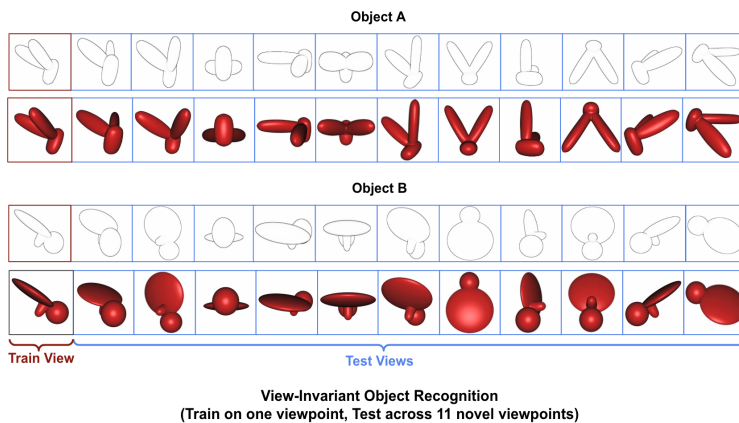 Object A
Object B
Train View
Test Views
View-Invariant Object Recognition
(Train on one viewpoint, Test across 11 novel viewpoints)